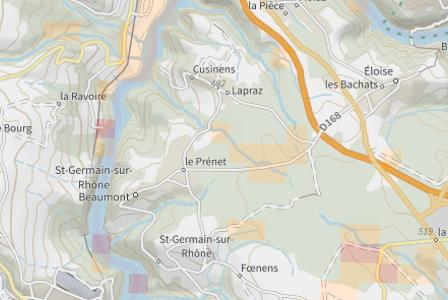 la Pièce
Cusinens
492
Lapraz
Éloise
les Bachats
la Ravoire
D168
Bourg
le Prénet
St-Germain-sur-
Rhône
Beaumont
St-Germain-sur-
Rhône
Fœnens
519
la